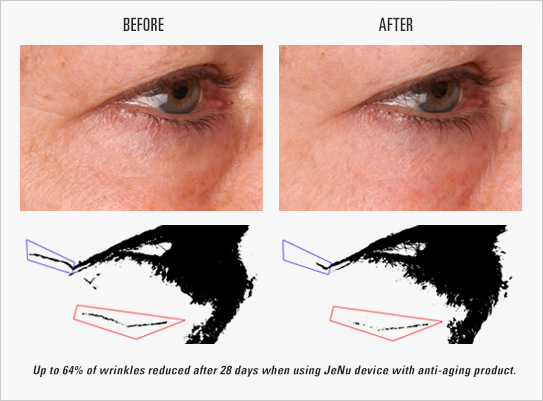 BEFORE
AFTER
Up to 64% of wrinkles reduced after 28 days when using JeNu device with anti-aging product.